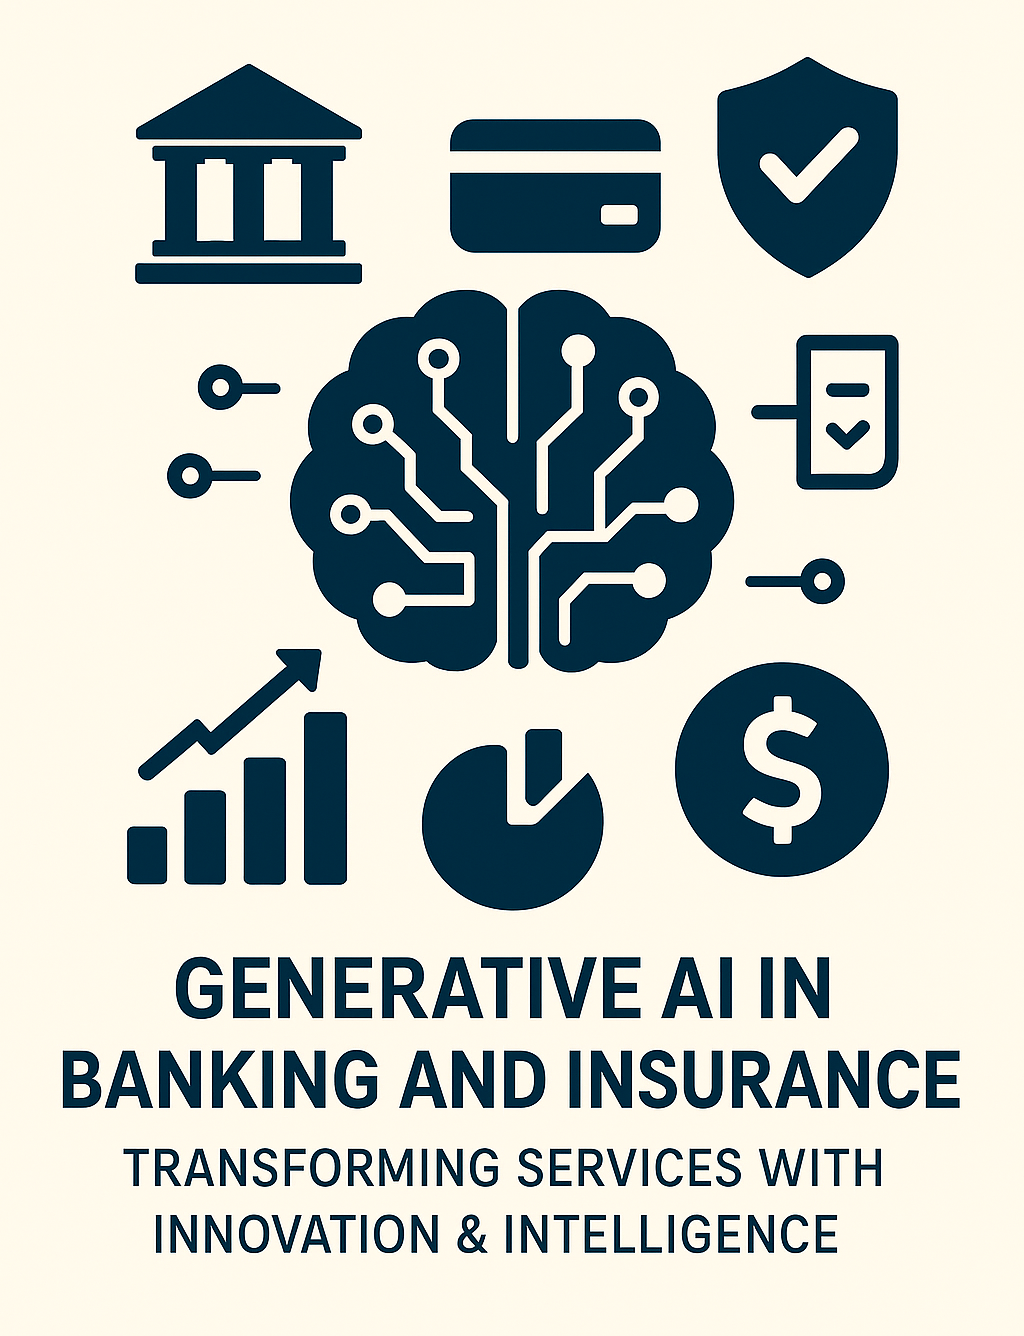 GENERATIVE AI IN
BANKING AND INSURANCE
TRANSFORMING SERVICES WITH
INNOVATION & INTELLIGENCE